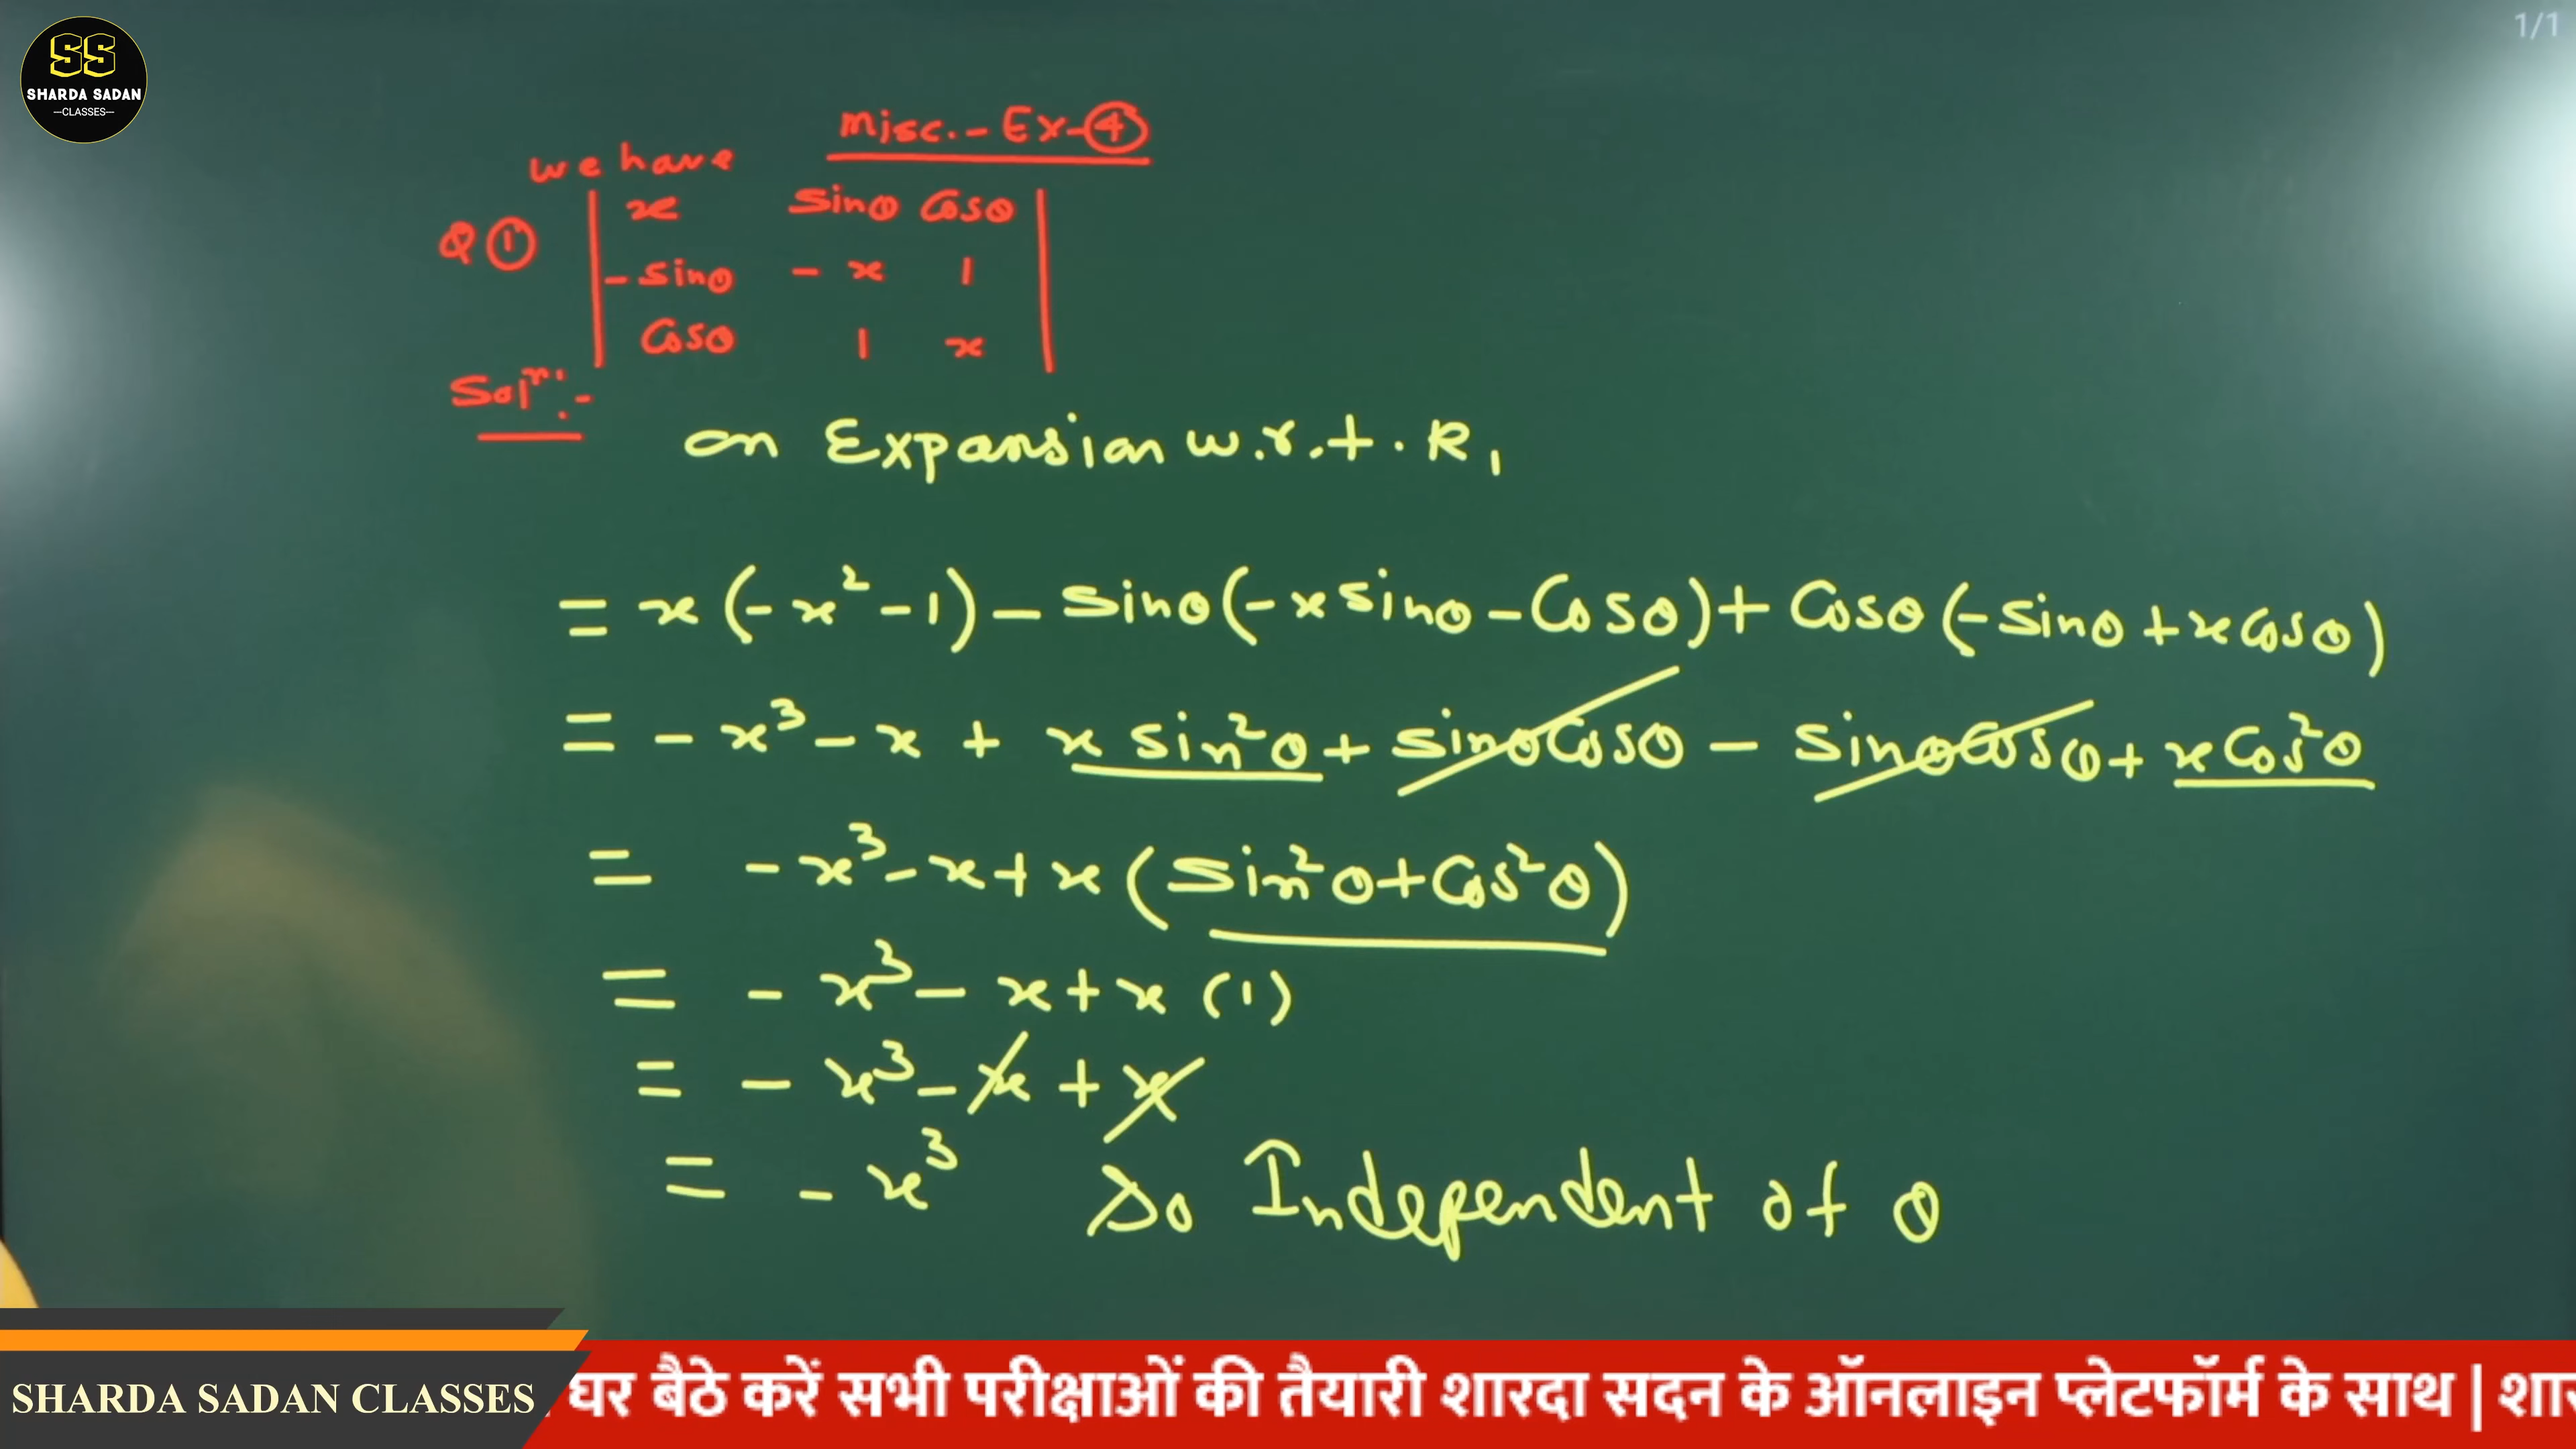 1/1
SS
SHARDA SADAN
—CLASSES—
Misc. - Ex-④
we have
Q ① | x sinθ cosθ |
| -sinθ -x 1 |
| cosθ 1 x |
Solⁿ:-
on Expansion w.r.t. R₁
= x(-x²-1) - sinθ(-x sinθ - cosθ) + cosθ(-sinθ + x cosθ)
= -x³ - x + x sin²θ + sinθcosθ - sinθcosθ + x cos²θ
= -x³ - x + x(sin²θ + cos²θ)
= -x³ - x + x(1)
= -x³ - x + x
= -x³ So Independent of θ
SHARDA SADAN CLASSES
घर बैठे करें सभी परीक्षाओं की तैयारी शारदा सदन के ऑनलाइन प्लेटफॉर्म के साथ |